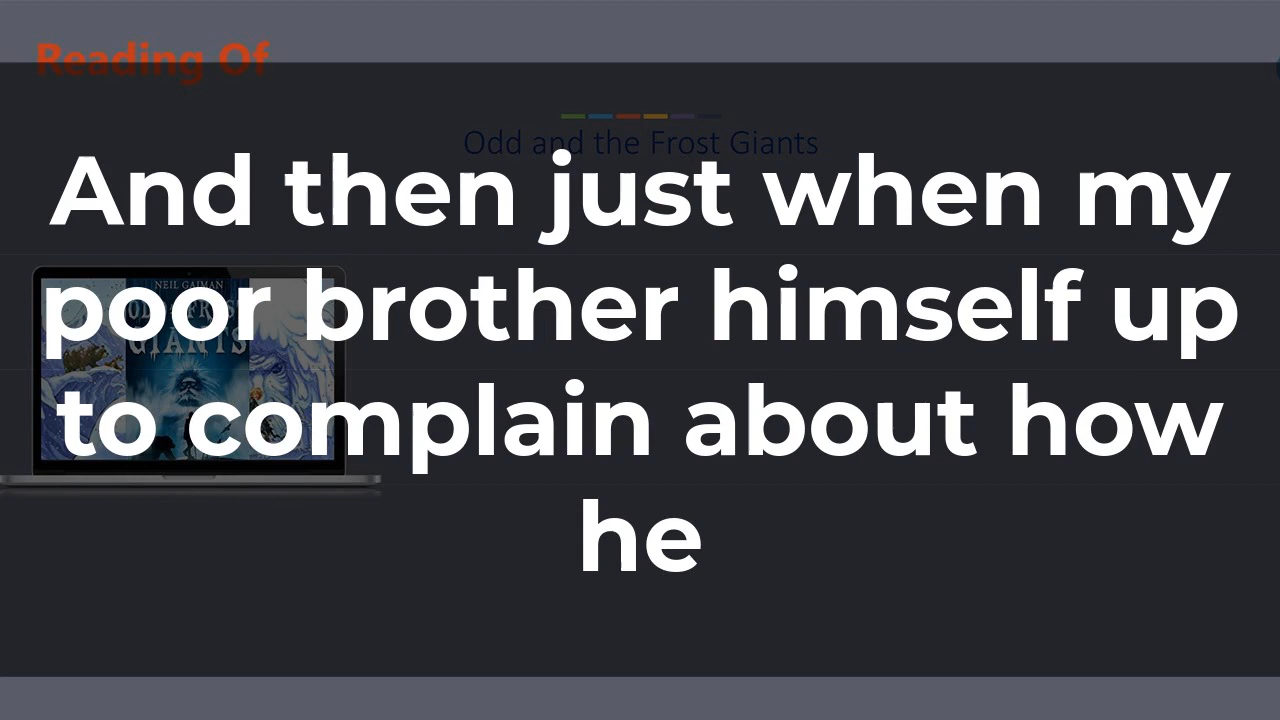 Reading Of
Odd and the Frost Giants
And then just when my
poor brother himself up
to complain about how
he
NEIL GAIMAN
GIANTS